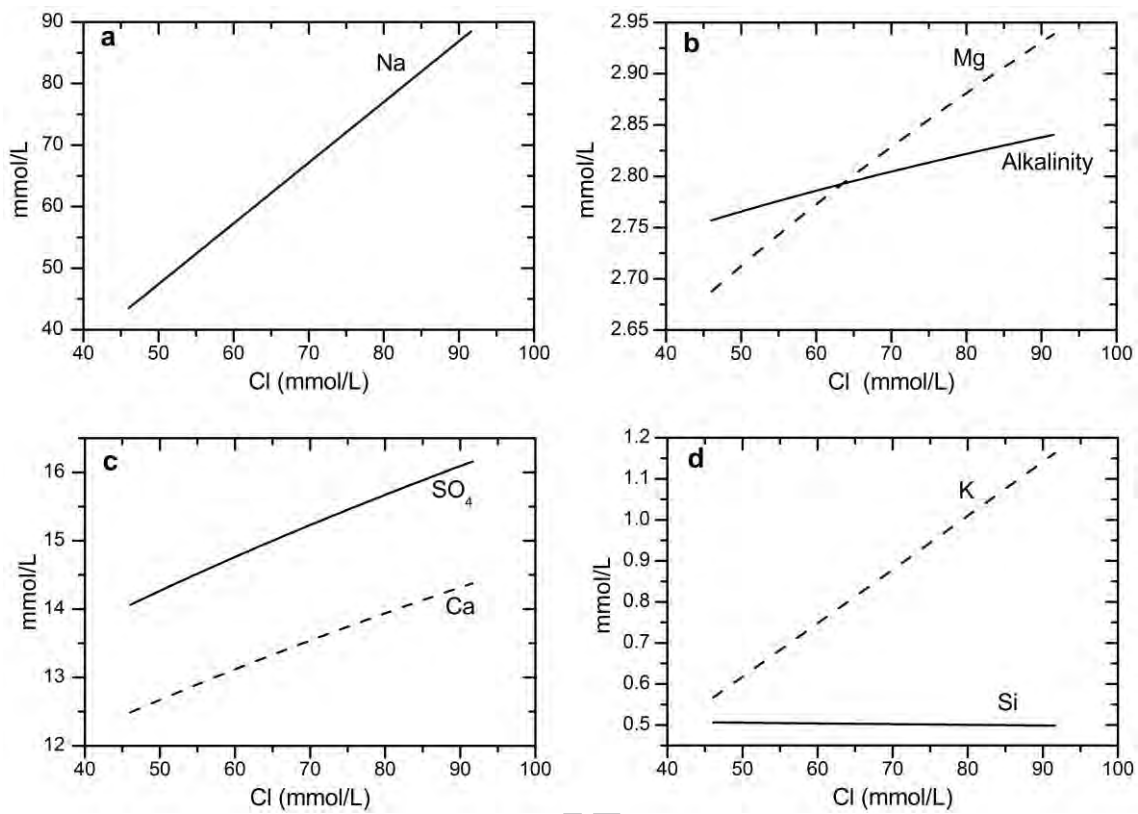 a
Na
90
80
70
60
50
40
mmol/L
40 50 60 70 80 90 100
Cl (mmol/L)
b
Mg
Alkalinity
2.95
2.90
2.85
2.80
2.75
2.70
2.65
mmol/L
40 50 60 70 80 90 100
Cl (mmol/L)
c
SO4
Ca
16
15
14
13
12
mmol/L
40 50 60 70 80 90 100
Cl (mmol/L)
d
K
Si
1.2
1.1
1.0
0.9
0.8
0.7
0.6
0.5
mmol/L
40 50 60 70 80 90 100
Cl (mmol/L)